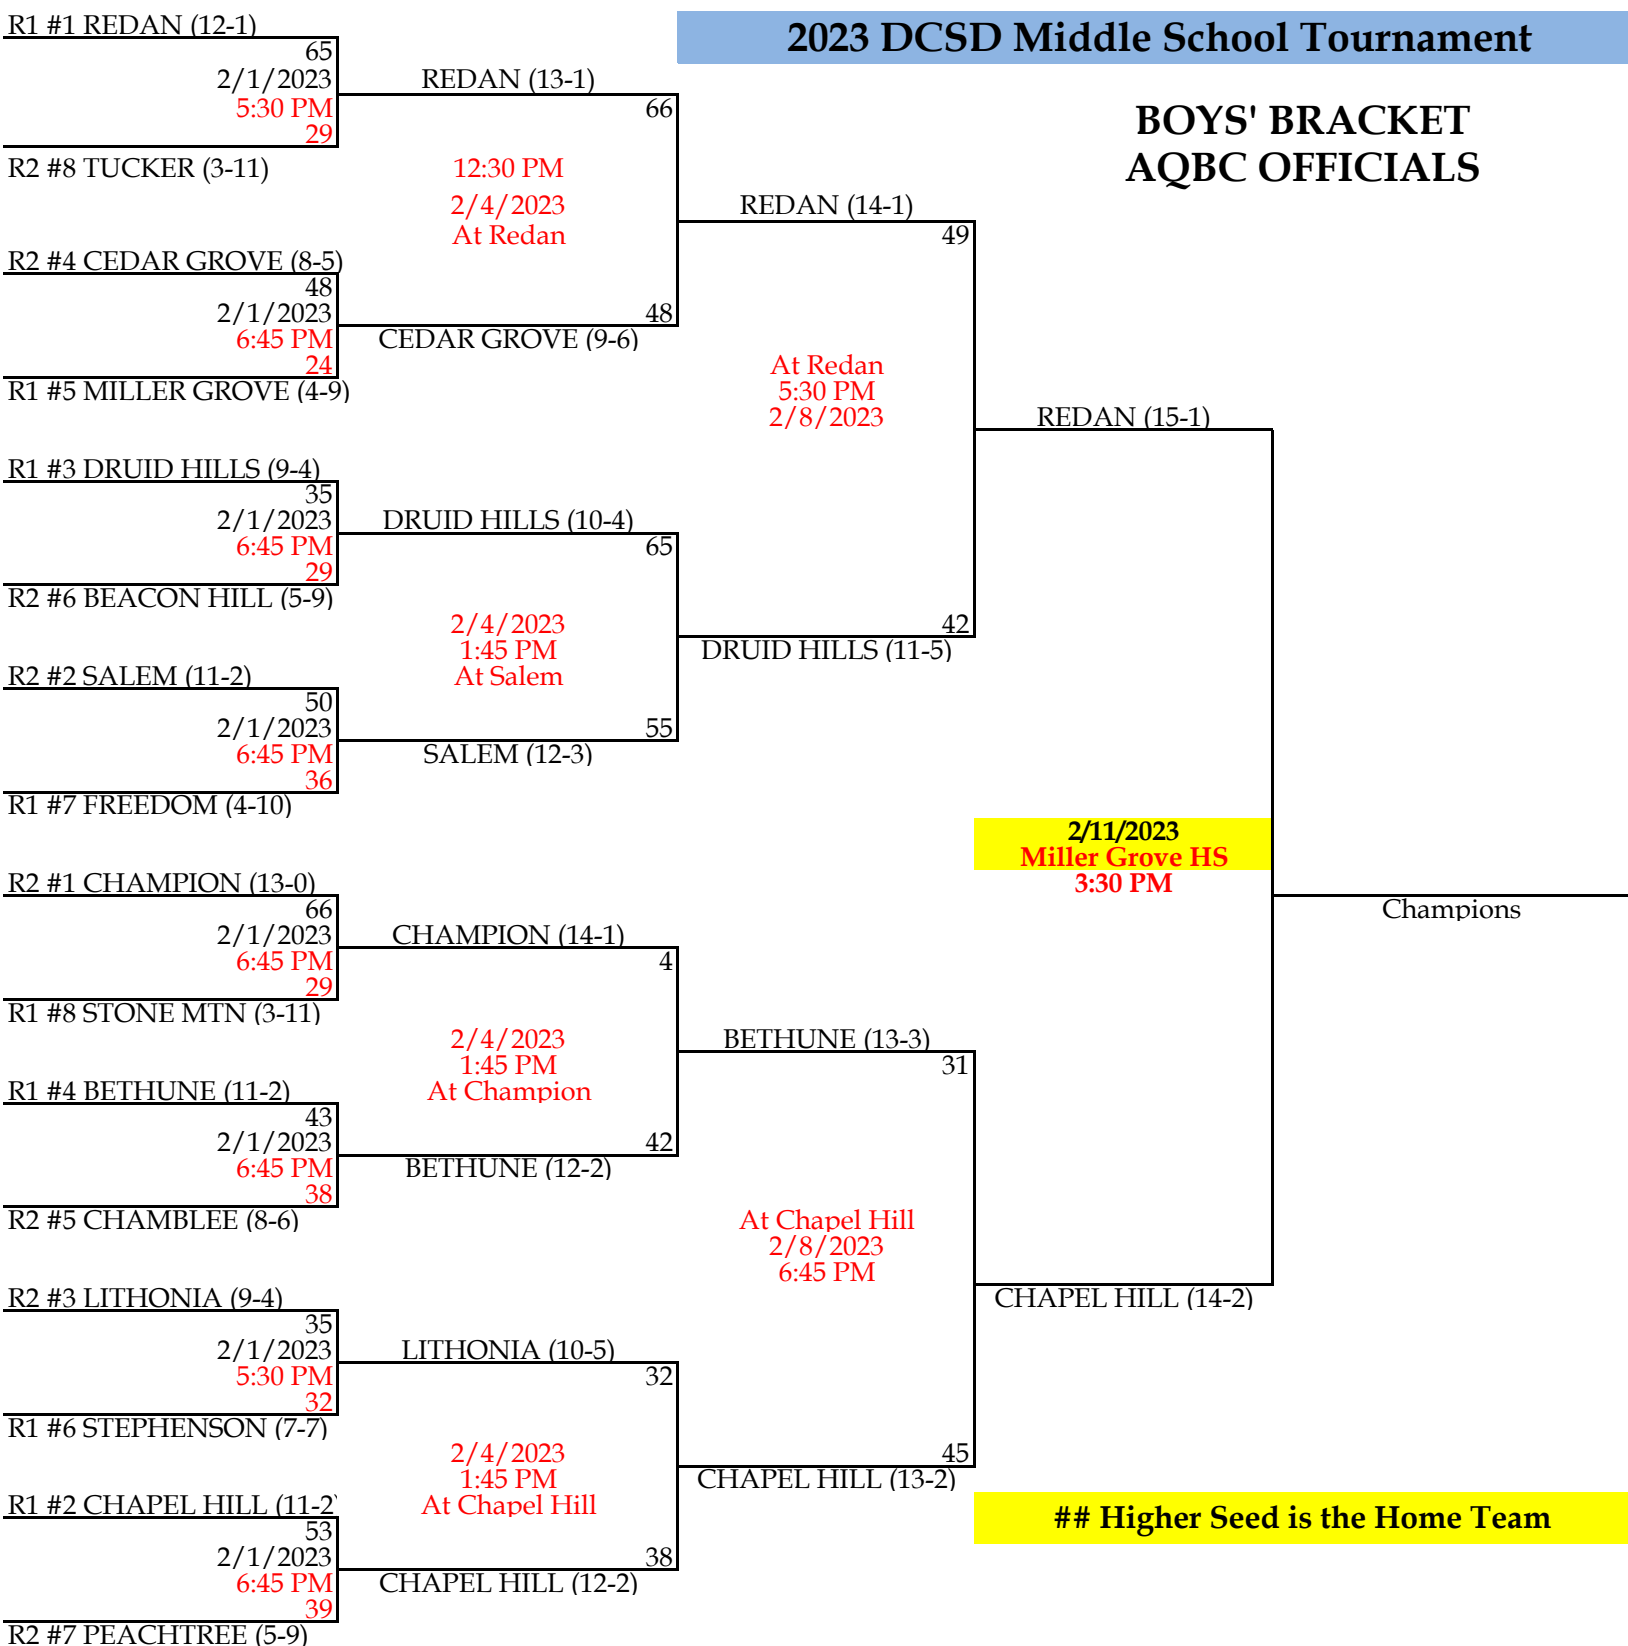 2023 DCSD Middle School Tournament
BOYS' BRACKET
AQBC OFFICIALS
R1 #1 REDAN (12-1)
65
2/1/2023
5:30 PM
29
R2 #8 TUCKER (3-11)
R2 #4 CEDAR GROVE (8-5)
48
2/1/2023
6:45 PM
24
R1 #5 MILLER GROVE (4-9)
R1 #3 DRUID HILLS (9-4)
35
2/1/2023
6:45 PM
29
R2 #6 BEACON HILL (5-9)
R2 #2 SALEM (11-2)
50
2/1/2023
6:45 PM
36
R1 #7 FREEDOM (4-10)
R2 #1 CHAMPION (13-0)
66
2/1/2023
6:45 PM
29
R1 #8 STONE MTN (3-11)
R1 #4 BETHUNE (11-2)
43
2/1/2023
6:45 PM
38
R2 #5 CHAMBLEE (8-6)
R2 #3 LITHONIA (9-4)
35
2/1/2023
5:30 PM
32
R1 #6 STEPHENSON (7-7)
R1 #2 CHAPEL HILL (11-2)
53
2/1/2023
6:45 PM
39
R2 #7 PEACHTREE (5-9)
REDAN (13-1)
66
12:30 PM
2/4/2023
At Redan
48
CEDAR GROVE (9-6)
DRUID HILLS (10-4)
65
2/4/2023
1:45 PM
At Salem
55
SALEM (12-3)
CHAMPION (14-1)
4
2/4/2023
1:45 PM
At Champion
42
BETHUNE (12-2)
LITHONIA (10-5)
32
2/4/2023
1:45 PM
At Chapel Hill
38
CHAPEL HILL (12-2)
REDAN (14-1)
49
At Redan
5:30 PM
2/8/2023
42
DRUID HILLS (11-5)
BETHUNE (13-3)
31
At Chapel Hill
2/8/2023
6:45 PM
45
CHAPEL HILL (13-2)
REDAN (15-1)
2/11/2023
Miller Grove HS
3:30 PM
CHAPEL HILL (14-2)
Champions
## Higher Seed is the Home Team